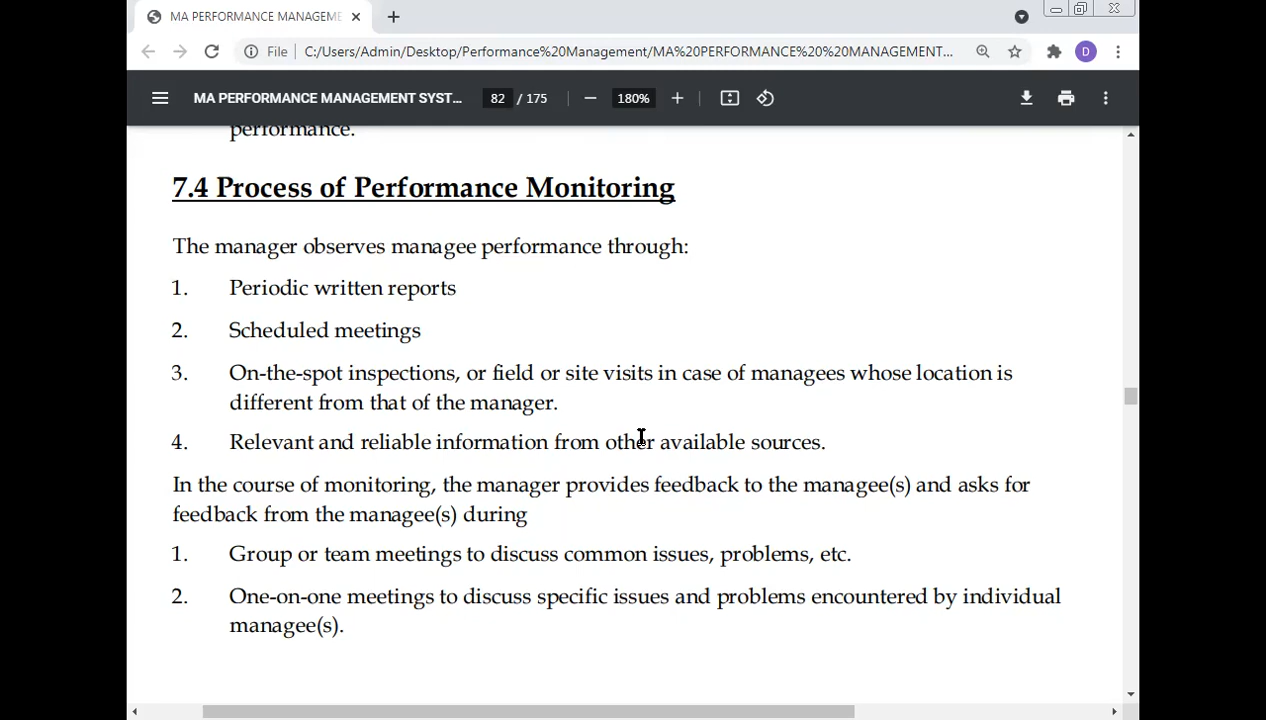 MA PERFORMANCE MANAGEME
File C:/Users/Admin/Desktop/Performance%20Management/MA%20PERFORMANCE%20%20MANAGEMENT... D
MA PERFORMANCE MANAGEMENT SYST... 82 / 175 180%
performance.
7.4 Process of Performance Monitoring
The manager observes managee performance through:
1. Periodic written reports
2. Scheduled meetings
3. On-the-spot inspections, or field or site visits in case of managees whose location is
different from that of the manager.
4. Relevant and reliable information from other available sources.
In the course of monitoring, the manager provides feedback to the managee(s) and asks for
feedback from the managee(s) during
1. Group or team meetings to discuss common issues, problems, etc.
2. One-on-one meetings to discuss specific issues and problems encountered by individual
managee(s).